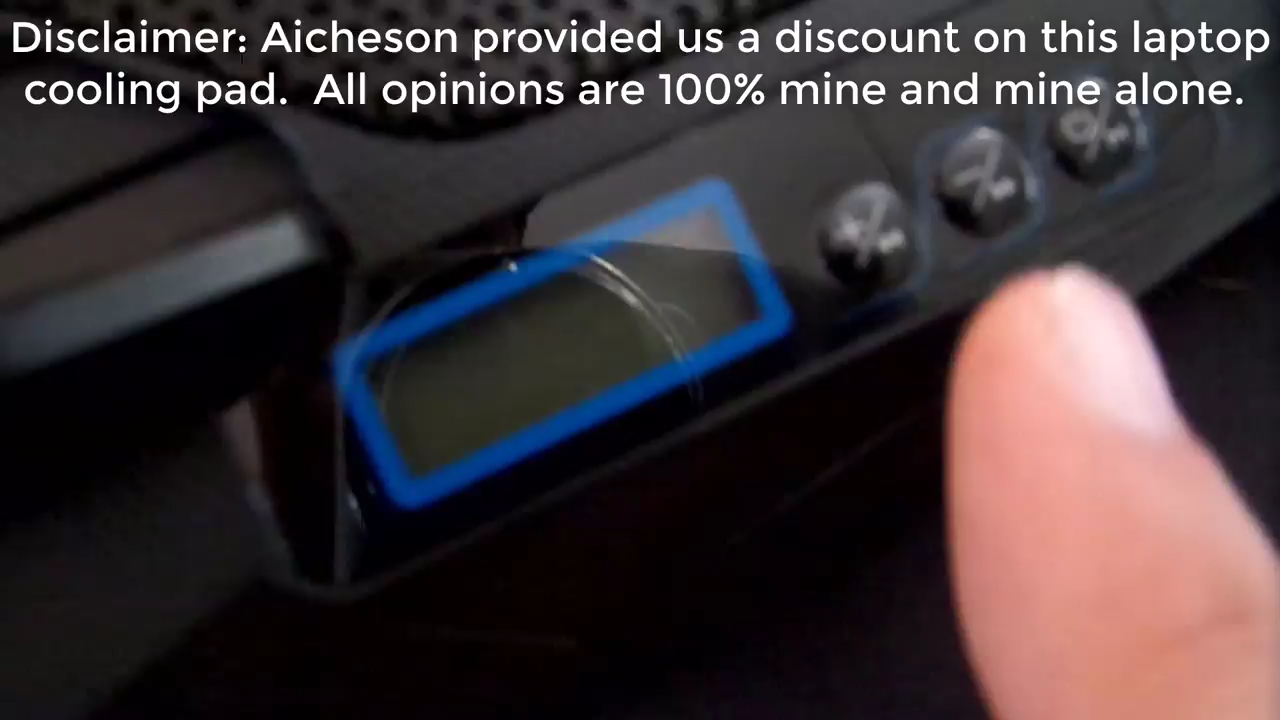 Disclaimer: Aicheson provided us a discount on this laptop
cooling pad.  All opinions are 100% mine and mine alone.